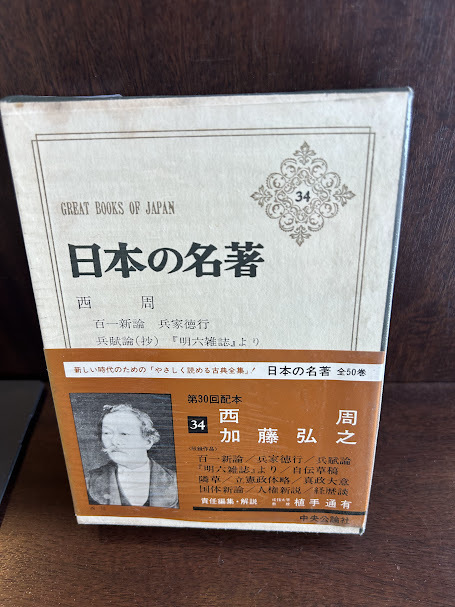 34
GREAT BOOKS OF JAPAN
日本の名著
西 周
百一新論 兵家徳行
兵賦論(抄) 『明六雑誌』より
新しい時代のための「やさしく読める古典全集」! 日本の名著 全50巻
第30回配本
34 西 周
加藤弘之
百一新論/兵家徳行/兵賦論
『明六雑誌』より/自伝草稿
隣草/立憲政体略/真政大意
国体新論/人権新説/経歴談
責任編集・解説 植手通有
中央公論社